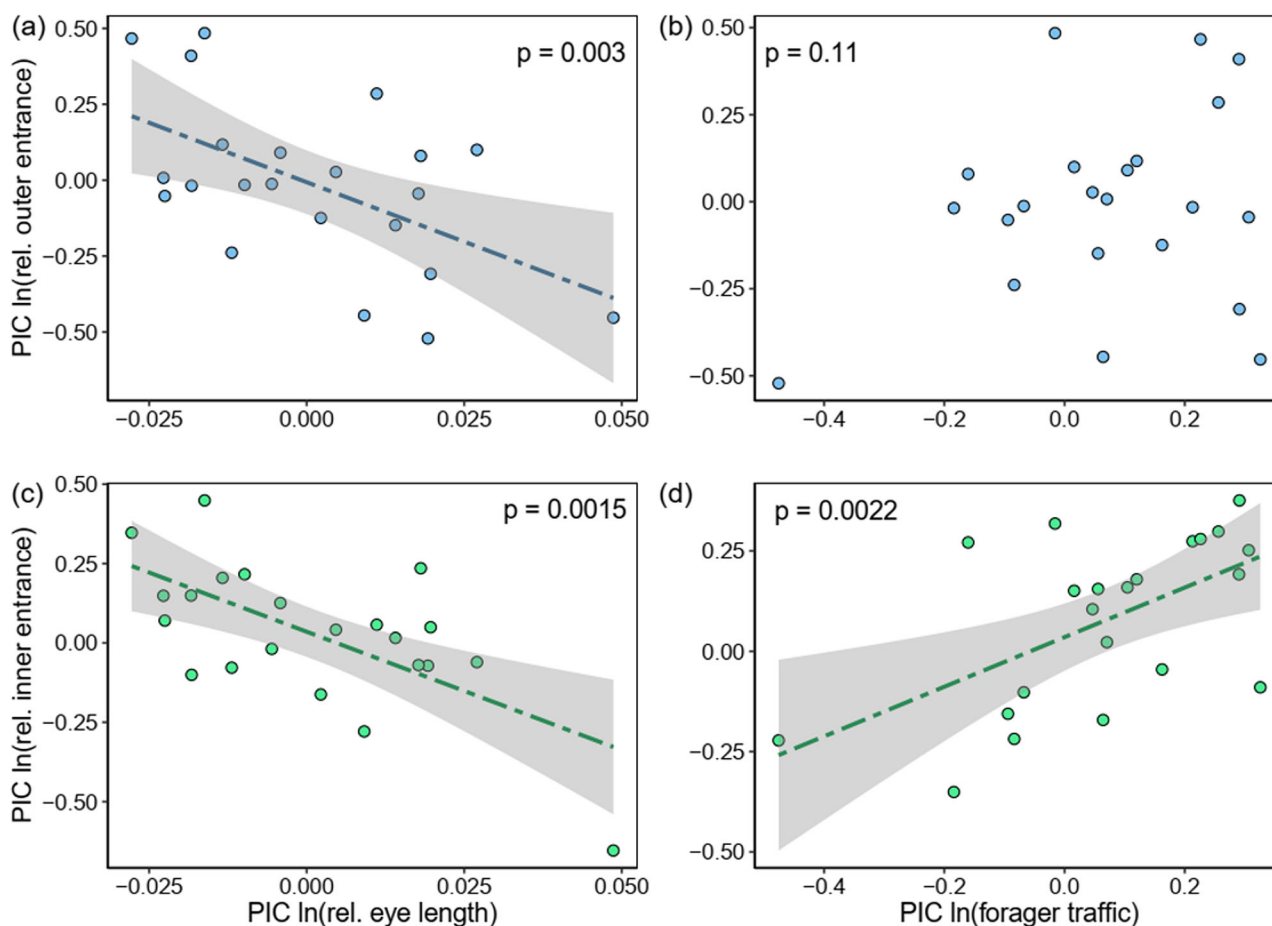 (a)
p = 0.003
PIC ln(rel. outer entrance)
0.50
0.25
0.00
−0.25
−0.50
−0.025
0.000
0.025
0.050
(b)
p = 0.11
0.50
0.25
0.00
−0.25
−0.50
−0.4
−0.2
0.0
0.2
(c)
p = 0.0015
PIC ln(rel. inner entrance)
0.50
0.25
0.00
−0.25
−0.50
−0.025
0.000
0.025
0.050
PIC ln(rel. eye length)
(d)
p = 0.0022
0.25
0.00
−0.25
−0.50
−0.4
−0.2
0.0
0.2
PIC ln(forager traffic)